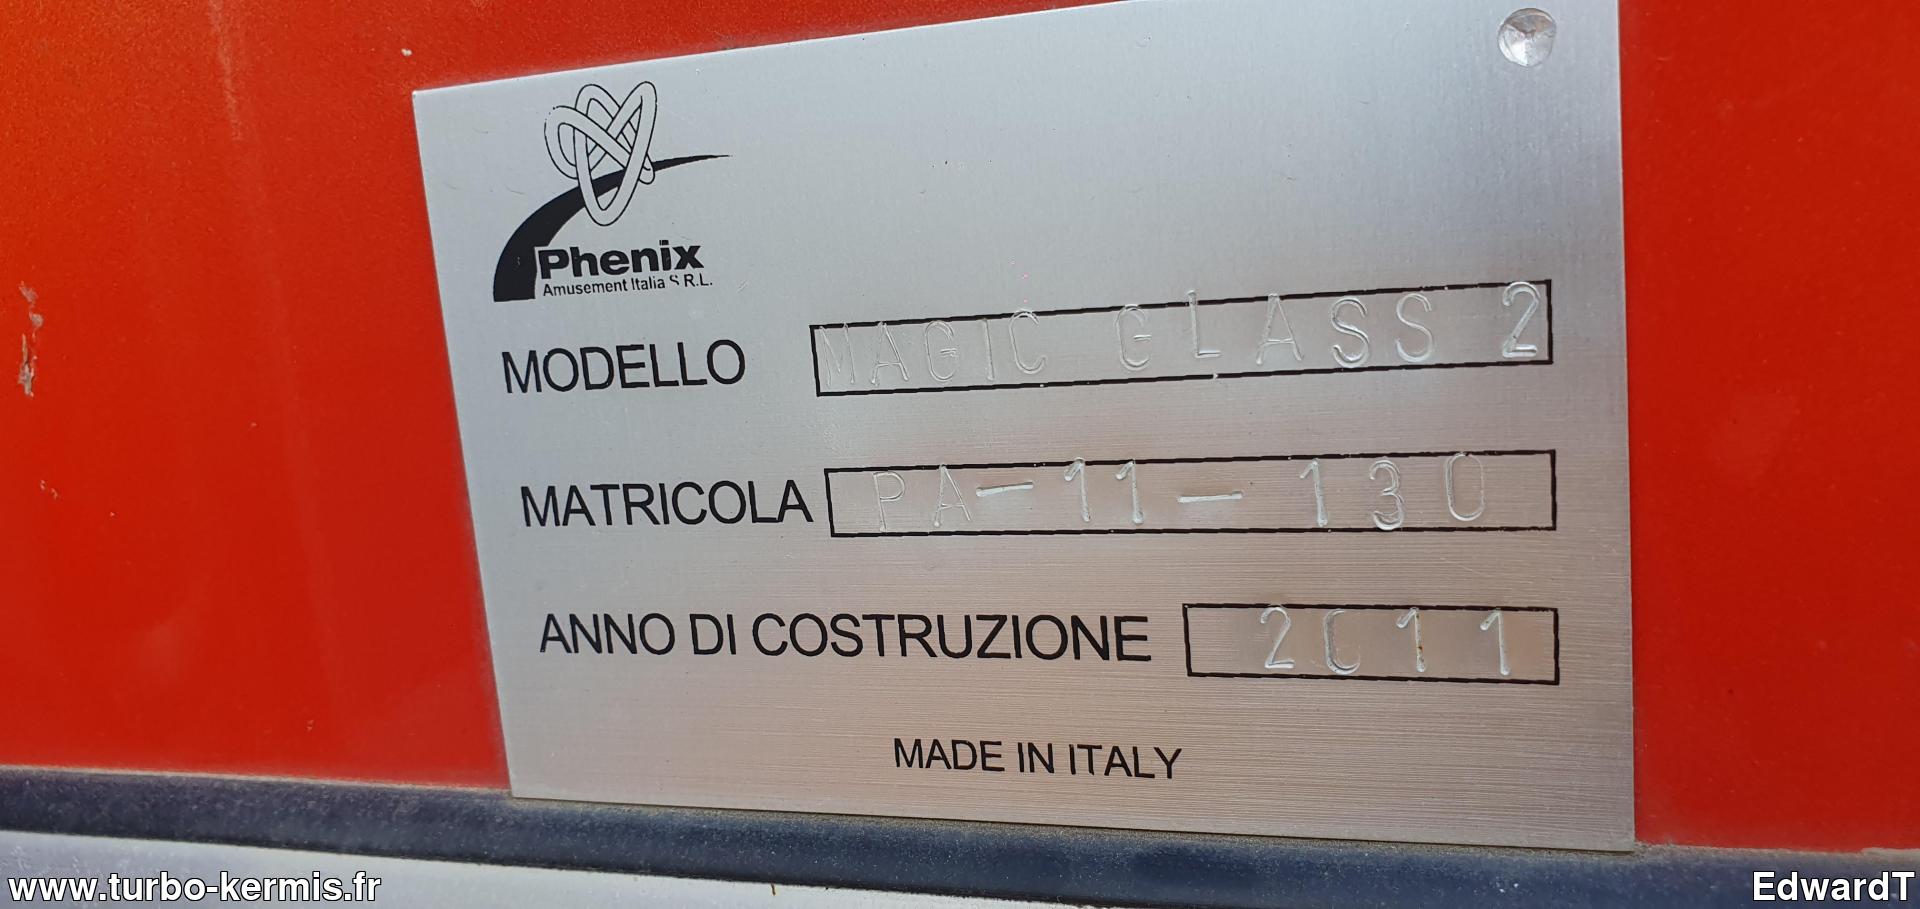 Phenix
Amusement Italia S R.L.
MODELLO MAGIC GLASS 2
MATRICOLA PA-11-130
ANNO DI COSTRUZIONE 2011
MADE IN ITALY
www.turbo-kermis.fr
EdwardT